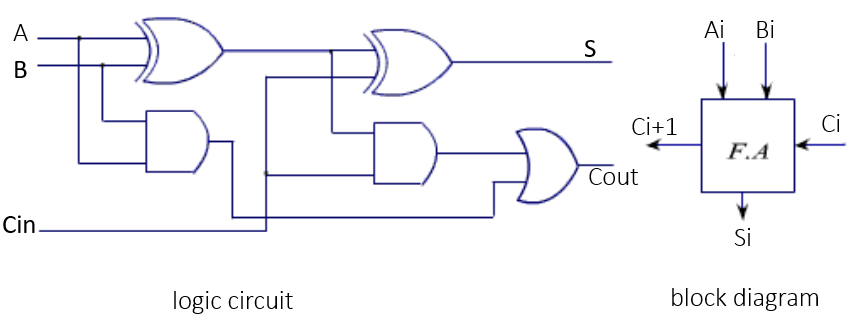 A
B
S
Cout
Cin
logic circuit
Ai Bi
Ci+1
Ci
F.A
Si
block diagram